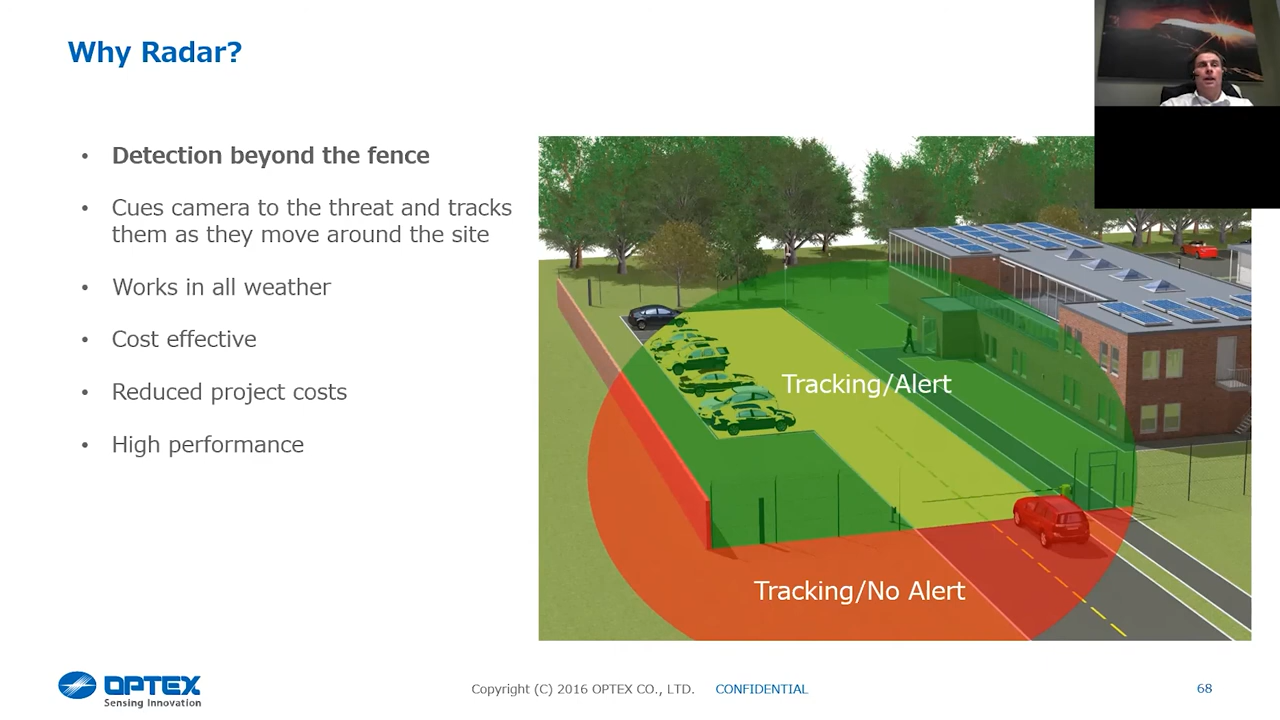 Why Radar?
• Detection beyond the fence
• Cues camera to the threat and tracks
them as they move around the site
• Works in all weather
• Cost effective
• Reduced project costs
• High performance
Tracking/Alert
Tracking/No Alert
OPTEX
Sensing Innovation
Copyright (C) 2016 OPTEX CO., LTD. CONFIDENTIAL
68